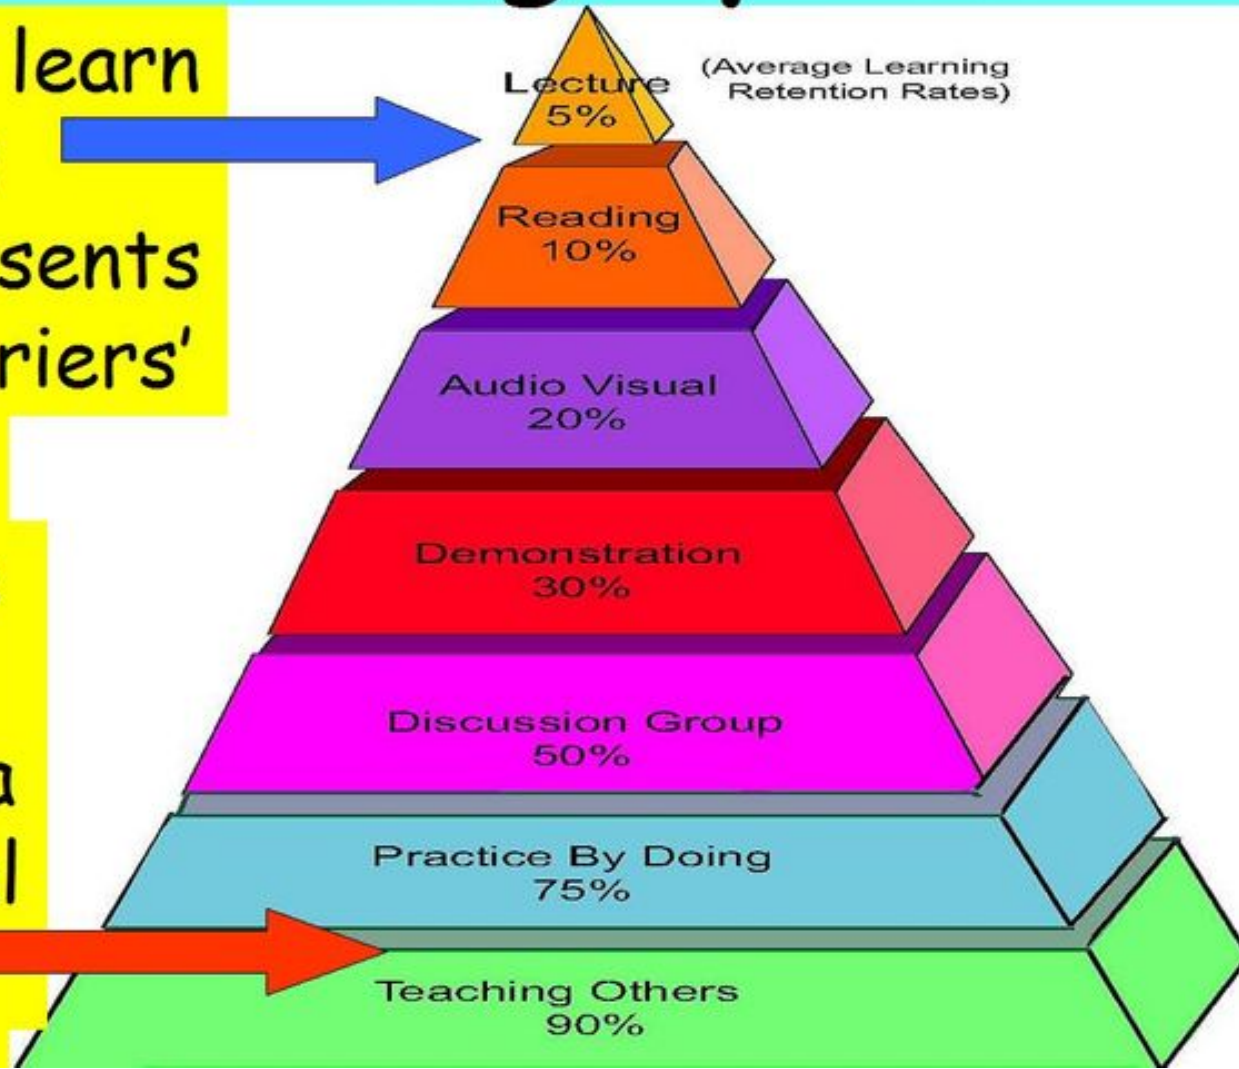 learn
sents
riers’
a
l
(Average Learning
Retention Rates)
Lecture
5%
Reading
10%
Audio Visual
20%
Demonstration
30%
Discussion Group
50%
Practice By Doing
75%
Teaching Others
90%